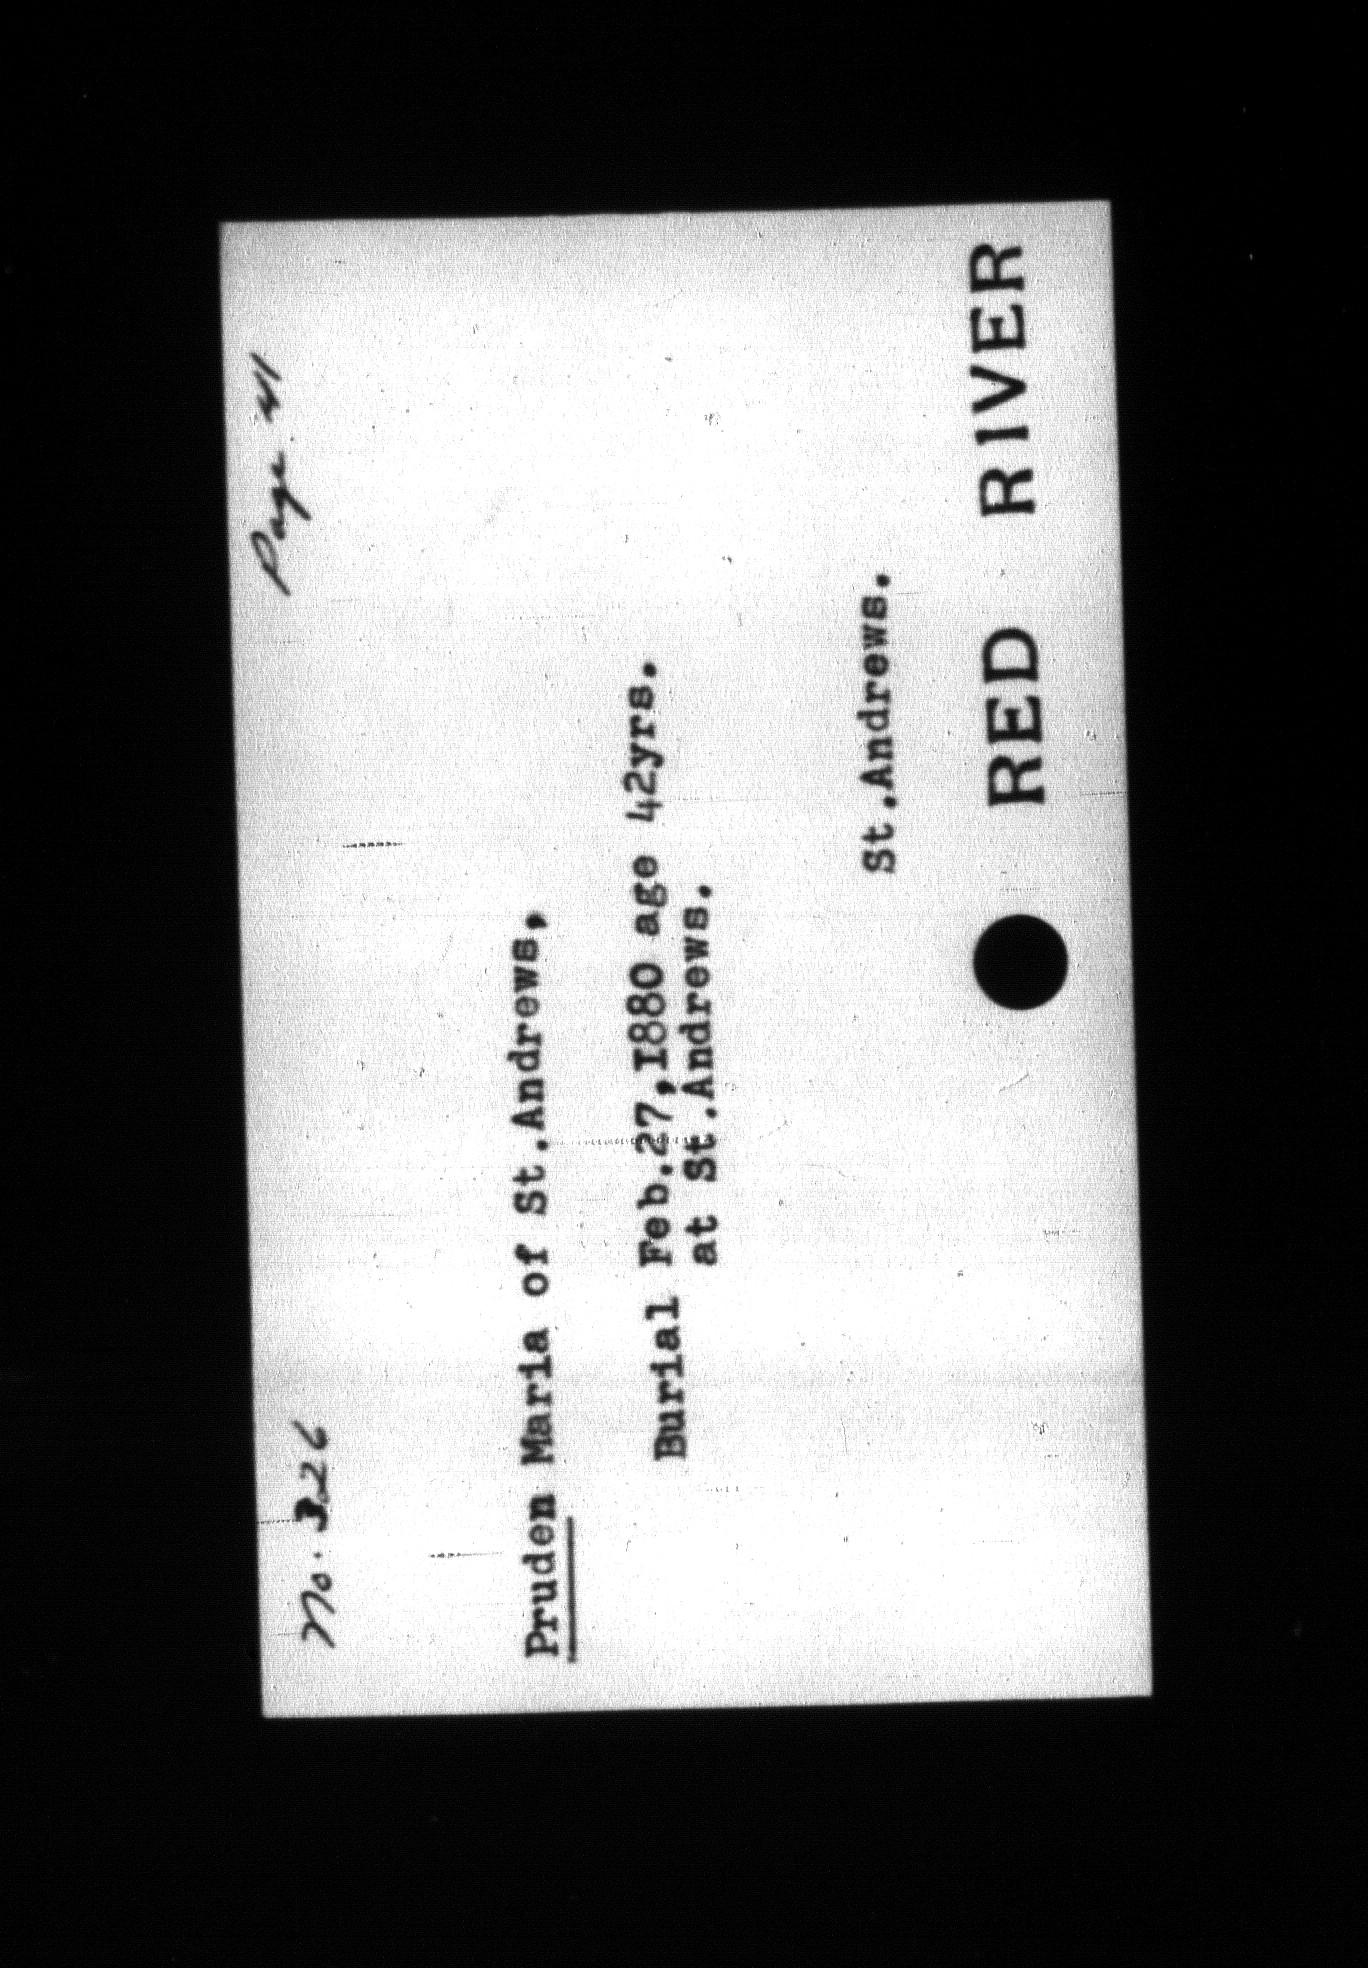 No. 326
Page. 41
Pruden Maria of St.Andrews,
Burial Feb.27,1880 age 42yrs.
at St.Andrews.
St.Andrews.
RED RIVER